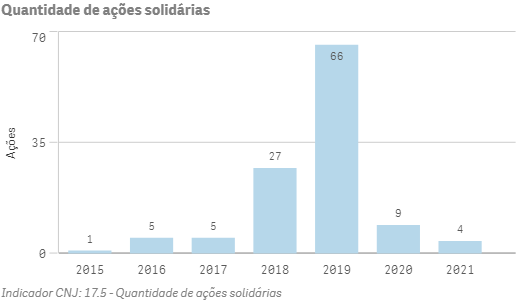 Quantidade de ações solidárias
70
35
0
Ações
1
5
5
27
66
9
4
2015 2016 2017 2018 2019 2020 2021
Indicador CNJ: 17.5 - Quantidade de ações solidárias